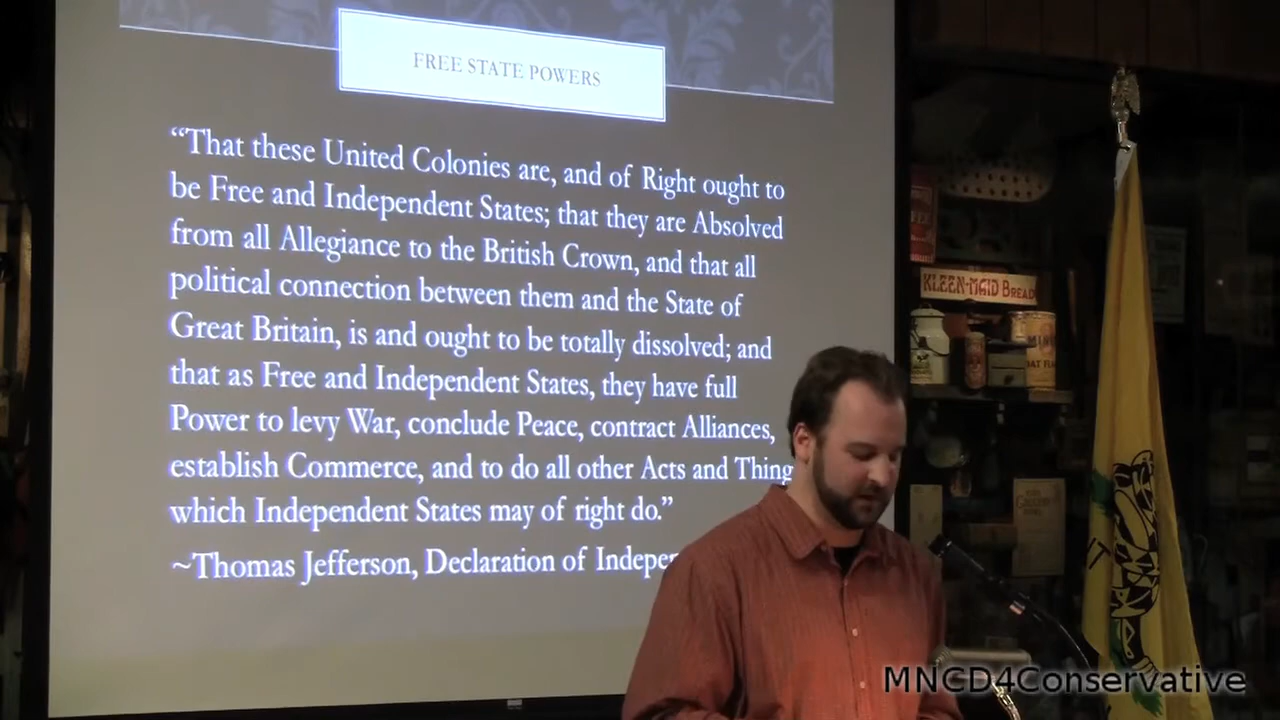 FREE STATE POWERS
“That these United Colonies are, and of Right ought to
be Free and Independent States; that they are Absolved
from all Allegiance to the British Crown, and that all
political connection between them and the State of
Great Britain, is and ought to be totally dissolved; and
that as Free and Independent States, they have full
Power to levy War, conclude Peace, contract Alliances,
establish Commerce, and to do all other Acts and Thing
which Independent States may of right do.”
~Thomas Jefferson, Declaration of Indepe
KLEEN-MAID BREAD
MNCD4Conservative